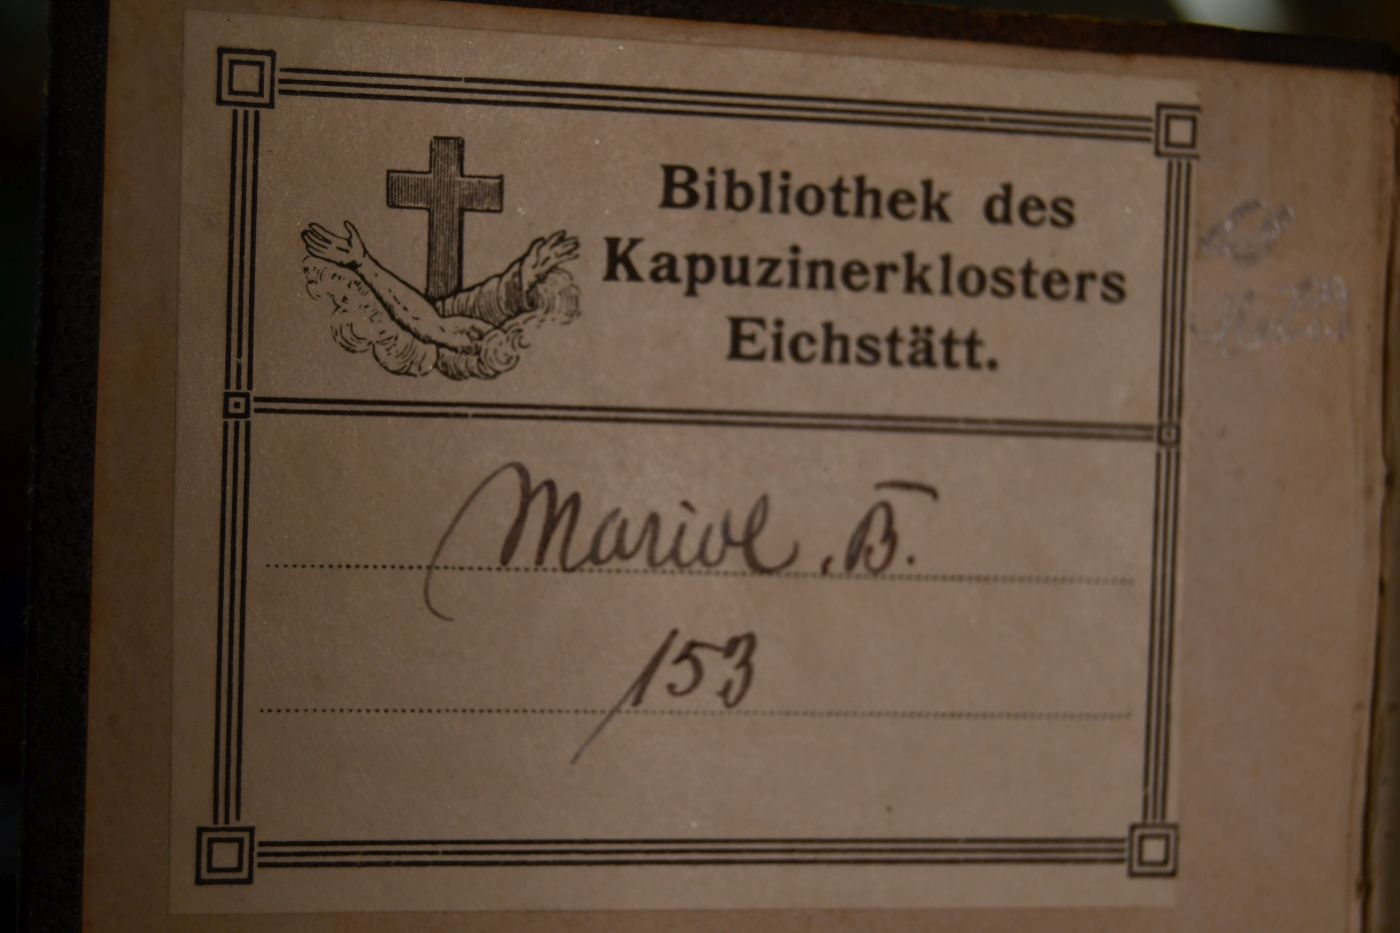 Bibliothek des
Kapuzinerklosters
Eichstätt.
Mariol. B.
153